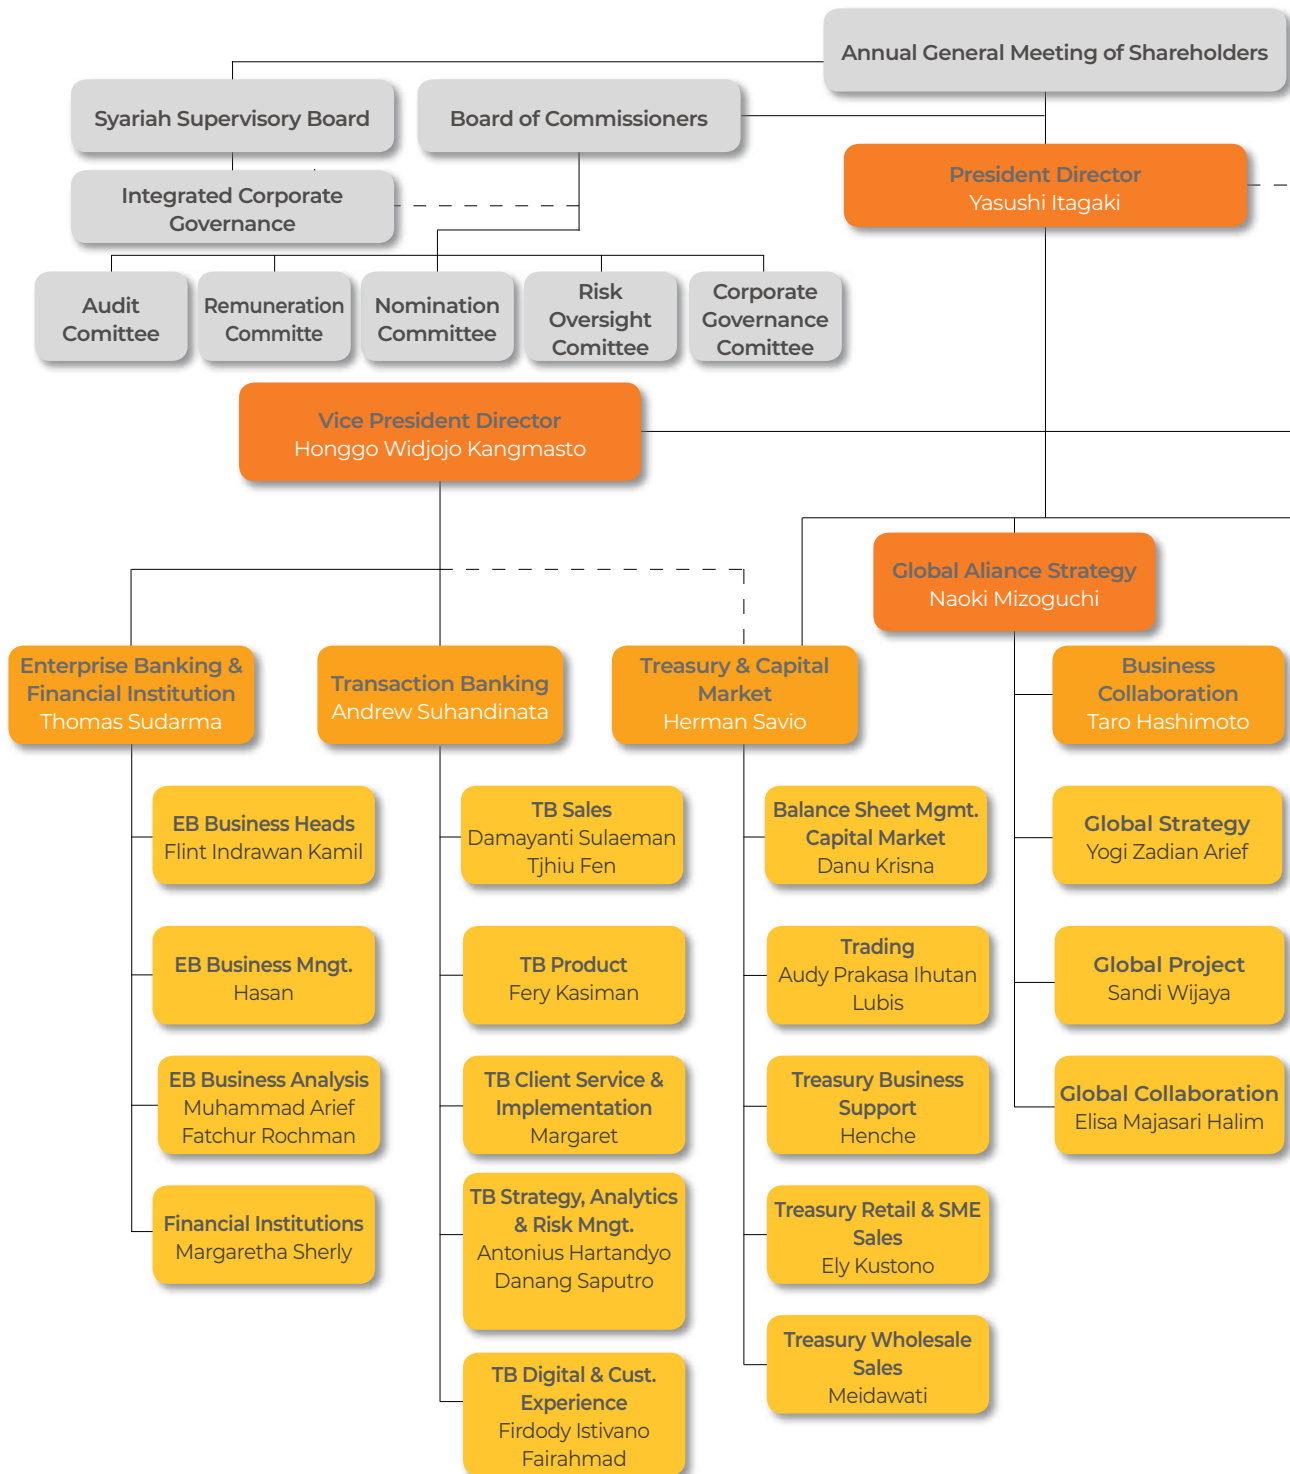 Annual General Meeting of Shareholders
Syariah Supervisory Board
Board of Commissioners
President Director
Yasushi Itagaki
Integrated Corporate
Governance
Audit
Comittee
Remuneration
Committe
Nomination
Committee
Risk
Oversight
Comittee
Corporate
Governance
Comittee
Vice President Director
Honggo Widjojo Kangmasto
Global Aliance Strategy
Naoki Mizoguchi
Enterprise Banking &
Financial Institution
Thomas Sudarma
Transaction Banking
Andrew Suhandinata
Treasury & Capital
Market
Herman Savio
Business
Collaboration
Taro Hashimoto
EB Business Heads
Flint Indrawan Kamil
TB Sales
Damayanti Sulaeman
Tjhiu Fen
Balance Sheet Mgmt.
Capital Market
Danu Krisna
Global Strategy
Yogi Zadian Arief
EB Business Mngt.
Hasan
TB Product
Fery Kasiman
Trading
Audy Prakasa Ihutan
Lubis
Global Project
Sandi Wijaya
EB Business Analysis
Muhammad Arief
Fatchur Rochman
TB Client Service &
Implementation
Margaret
Treasury Business
Support
Henche
Global Collaboration
Elisa Majasari Halim
Financial Institutions
Margaretha Sherly
TB Strategy, Analytics
& Risk Mngt.
Antonius Hartandyo
Danang Saputro
Treasury Retail & SME
Sales
Ely Kustono
TB Digital & Cust.
Experience
Firdody Istivano
Fairahmad
Treasury Wholesale
Sales
Meidawati